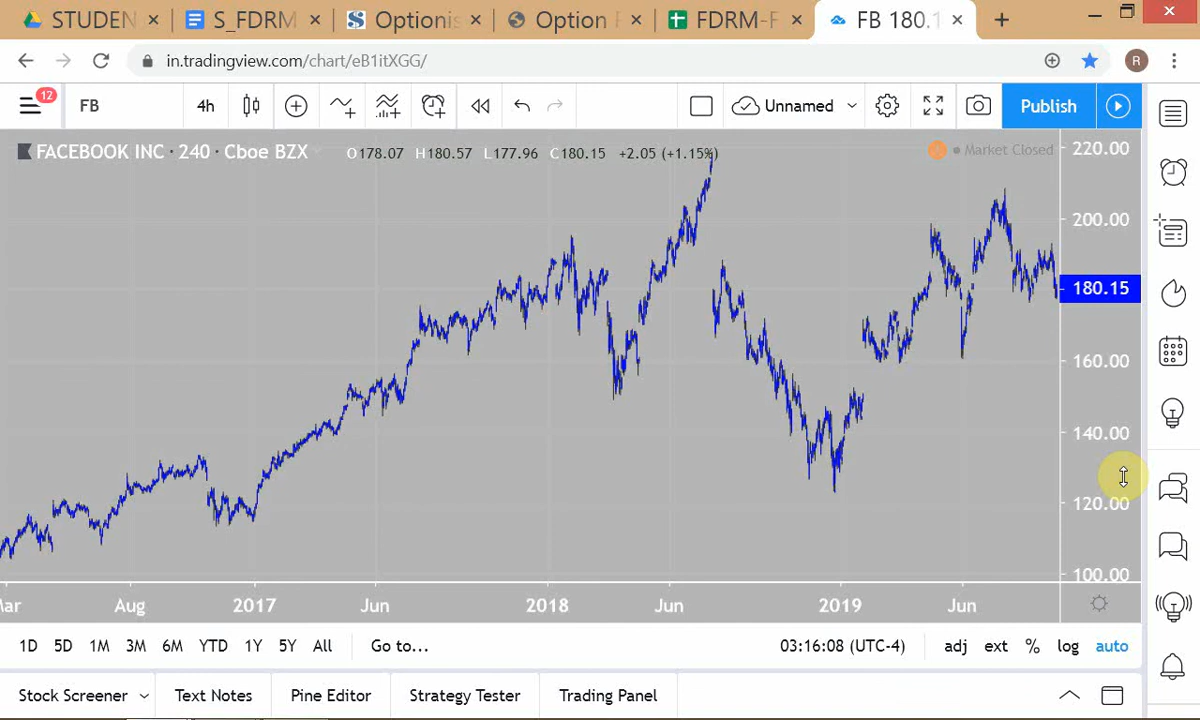 STUDEN × S_FDRM × Optionis × Option × FDRM-F × FB 180.1 × +
in.tradingview.com/chart/eB1itXGG/ R
12 FB 4h Unnamed Publish
FACEBOOK INC · 240 · Cboe BZX O178.07 H180.57 L177.96 C180.15 +2.05 (+1.15%) Market Closed
220.00
200.00
180.15
160.00
140.00
120.00
100.00
Aug 2017 Jun 2018 Jun 2019 Jun
1D 5D 1M 3M 6M YTD 1Y 5Y All Go to... 03:16:08 (UTC-4) adj ext % log auto
Stock Screener Text Notes Pine Editor Strategy Tester Trading Panel